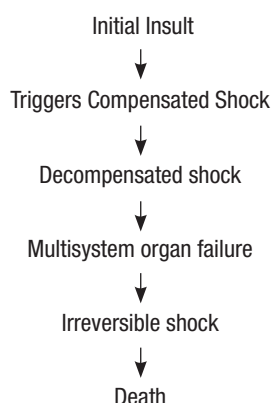 Initial Insult
Triggers Compensated Shock
Decompensated shock
Multisystem organ failure
Irreversible shock
Death